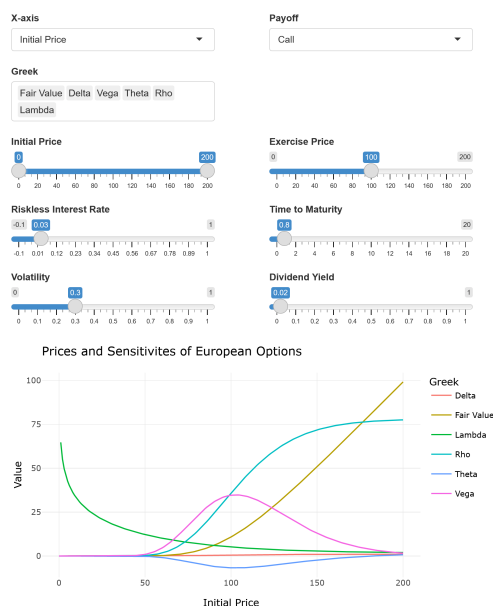 X-axis
Payoff
Initial Price
Call
Greek
Fair Value Delta Vega Theta Rho
Lambda
Initial Price
Exercise Price
0 200
0 100 200
0 20 40 60 80 100 120 140 160 180 200
0 20 40 60 80 100 120 140 160 180 200
Riskless Interest Rate
Time to Maturity
-0.1 0.03 1
0.8 20
-0.1 0.01 0.12 0.23 0.34 0.45 0.56 0.67 0.78 0.89 1
0 2 4 6 8 10 12 14 16 18 20
Volatility
Dividend Yield
0 0.3 1
0.02 1
0 0.1 0.2 0.3 0.4 0.5 0.6 0.7 0.8 0.9 1
0 0.1 0.2 0.3 0.4 0.5 0.6 0.7 0.8 0.9 1
Prices and Sensitivites of European Options
Greek
Delta
Fair Value
Lambda
Rho
Theta
Vega
100
75
50
25
0
Value
0 50 100 150 200
Initial Price